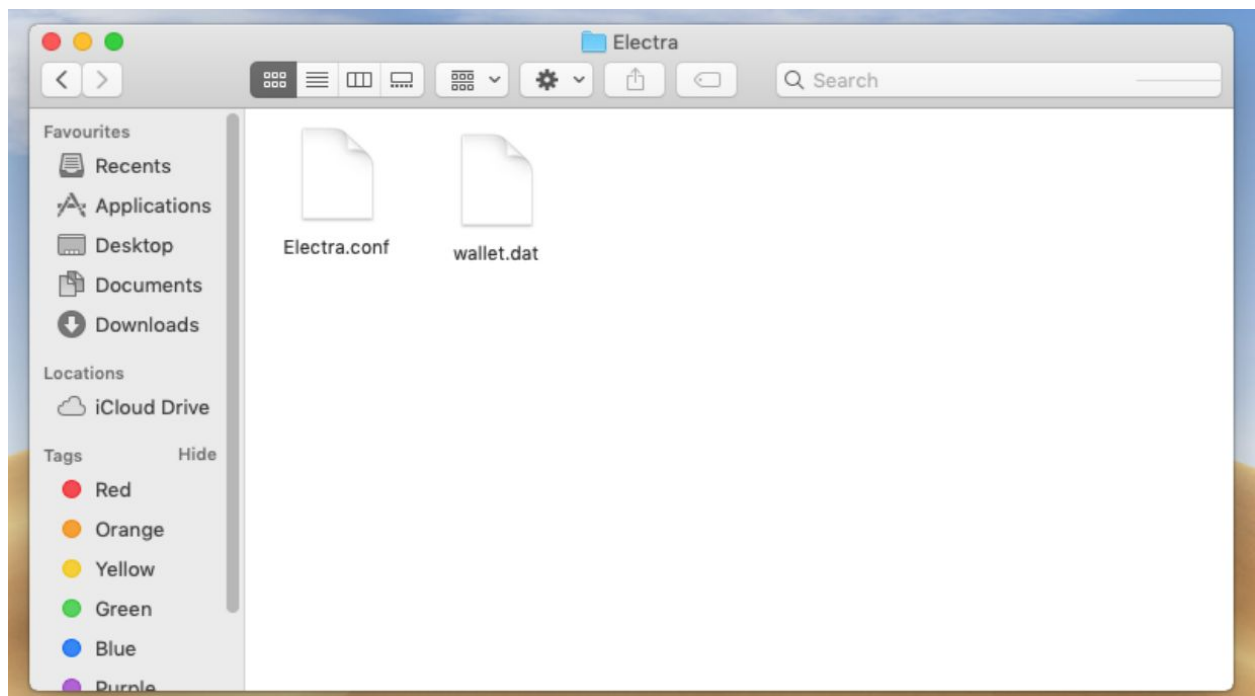 Electra
Search
Favourites
Recents
Applications
Desktop
Documents
Downloads
Locations
iCloud Drive
Tags Hide
Red
Orange
Yellow
Green
Blue
Purple
Electra.conf
wallet.dat